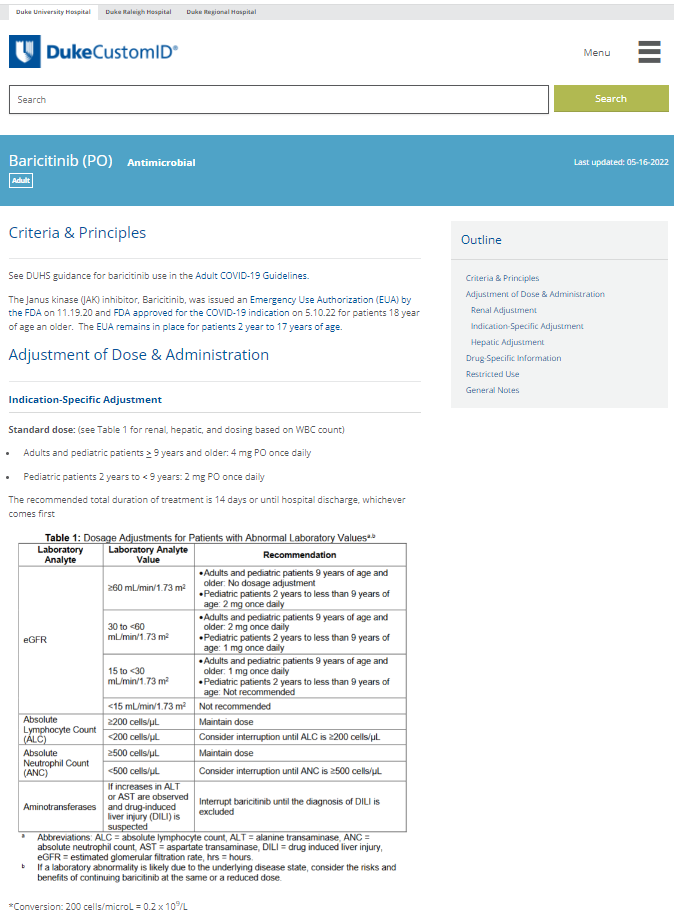 Duke University Hospital Duke Raleigh Hospital Duke Regional Hospital
DukeCustomID®
Menu
Search
Search
Baricitinib (PO) Antimicrobial
Last updated: 05-16-2022
Adult
Criteria & Principles
See DUHS guidance for baricitinib use in the Adult COVID-19 Guidelines.
The Janus kinase (JAK) inhibitor, Baricitinib, was issued an Emergency Use Authorization (EUA) by
the FDA on 11.19.20 and FDA approved for the COVID-19 indication on 5.10.22 for patients 18 year
of age an older. The EUA remains in place for patients 2 year to 17 years of age.
Adjustment of Dose & Administration
Indication-Specific Adjustment
Standard dose: (see Table 1 for renal, hepatic, and dosing based on WBC count)
• Adults and pediatric patients ≥ 9 years and older: 4 mg PO once daily
• Pediatric patients 2 years to < 9 years: 2 mg PO once daily
The recommended total duration of treatment is 14 days or until hospital discharge, whichever
comes first
Table 1: Dosage Adjustments for Patients with Abnormal Laboratory Values a,b
Laboratory
Analyte
Laboratory Analyte
Value
Recommendation
eGFR
≥60 mL/min/1.73 m²
•Adults and pediatric patients 9 years of age and
older: No dosage adjustment
•Pediatric patients 2 years to less than 9 years of
age: 2 mg once daily
30 to <60
mL/min/1.73 m²
•Adults and pediatric patients 9 years of age and
older: 2 mg once daily
•Pediatric patients 2 years to less than 9 years of
age: 1 mg once daily
15 to <30
mL/min/1.73 m²
•Adults and pediatric patients 9 years of age and
older: 1 mg once daily
•Pediatric patients 2 years to less than 9 years of
age: Not recommended
<15 mL/min/1.73 m² Not recommended
Absolute
Lymphocyte Count
(ALC)
≥200 cells/µL Maintain dose
<200 cells/µL Consider interruption until ALC is ≥200 cells/µL
Absolute
Neutrophil Count
(ANC)
≥500 cells/µL Maintain dose
<500 cells/µL Consider interruption until ANC is ≥500 cells/µL
Aminotransferases
If increases in ALT
or AST are observed
and drug-induced
liver injury (DILI) is
suspected
Interrupt baricitinib until the diagnosis of DILI is
excluded
a Abbreviations: ALC = absolute lymphocyte count, ALT = alanine transaminase, ANC =
absolute neutrophil count, AST = aspartate transaminase, DILI = drug induced liver injury,
eGFR = estimated glomerular filtration rate, hrs = hours.
b If a laboratory abnormality is likely due to the underlying disease state, consider the risks and
benefits of continuing baricitinib at the same or a reduced dose.
*Conversion: 200 cells/microL = 0.2 x 10⁹/L
Outline
Criteria & Principles
Adjustment of Dose & Administration
Renal Adjustment
Indication-Specific Adjustment
Hepatic Adjustment
Drug-Specific Information
Restricted Use
General Notes